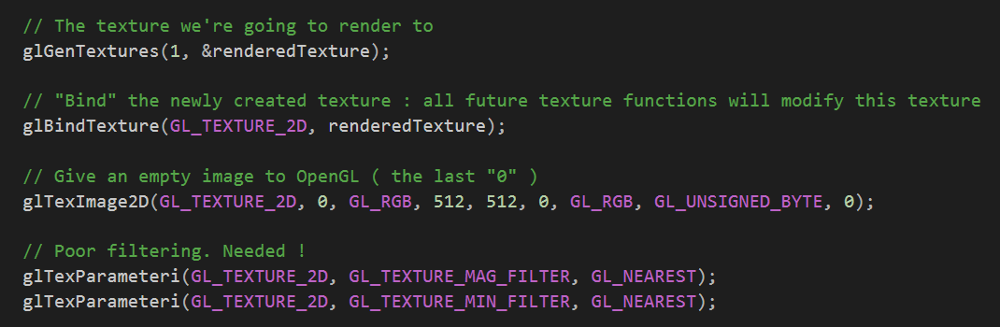 // The texture we're going to render to
glGenTextures(1, &renderedTexture);
// "Bind" the newly created texture : all future texture functions will modify this texture
glBindTexture(GL_TEXTURE_2D, renderedTexture);
// Give an empty image to OpenGL ( the last "0" )
glTexImage2D(GL_TEXTURE_2D, 0, GL_RGB, 512, 512, 0, GL_RGB, GL_UNSIGNED_BYTE, 0);
// Poor filtering. Needed !
glTexParameteri(GL_TEXTURE_2D, GL_TEXTURE_MAG_FILTER, GL_NEAREST);
glTexParameteri(GL_TEXTURE_2D, GL_TEXTURE_MIN_FILTER, GL_NEAREST);